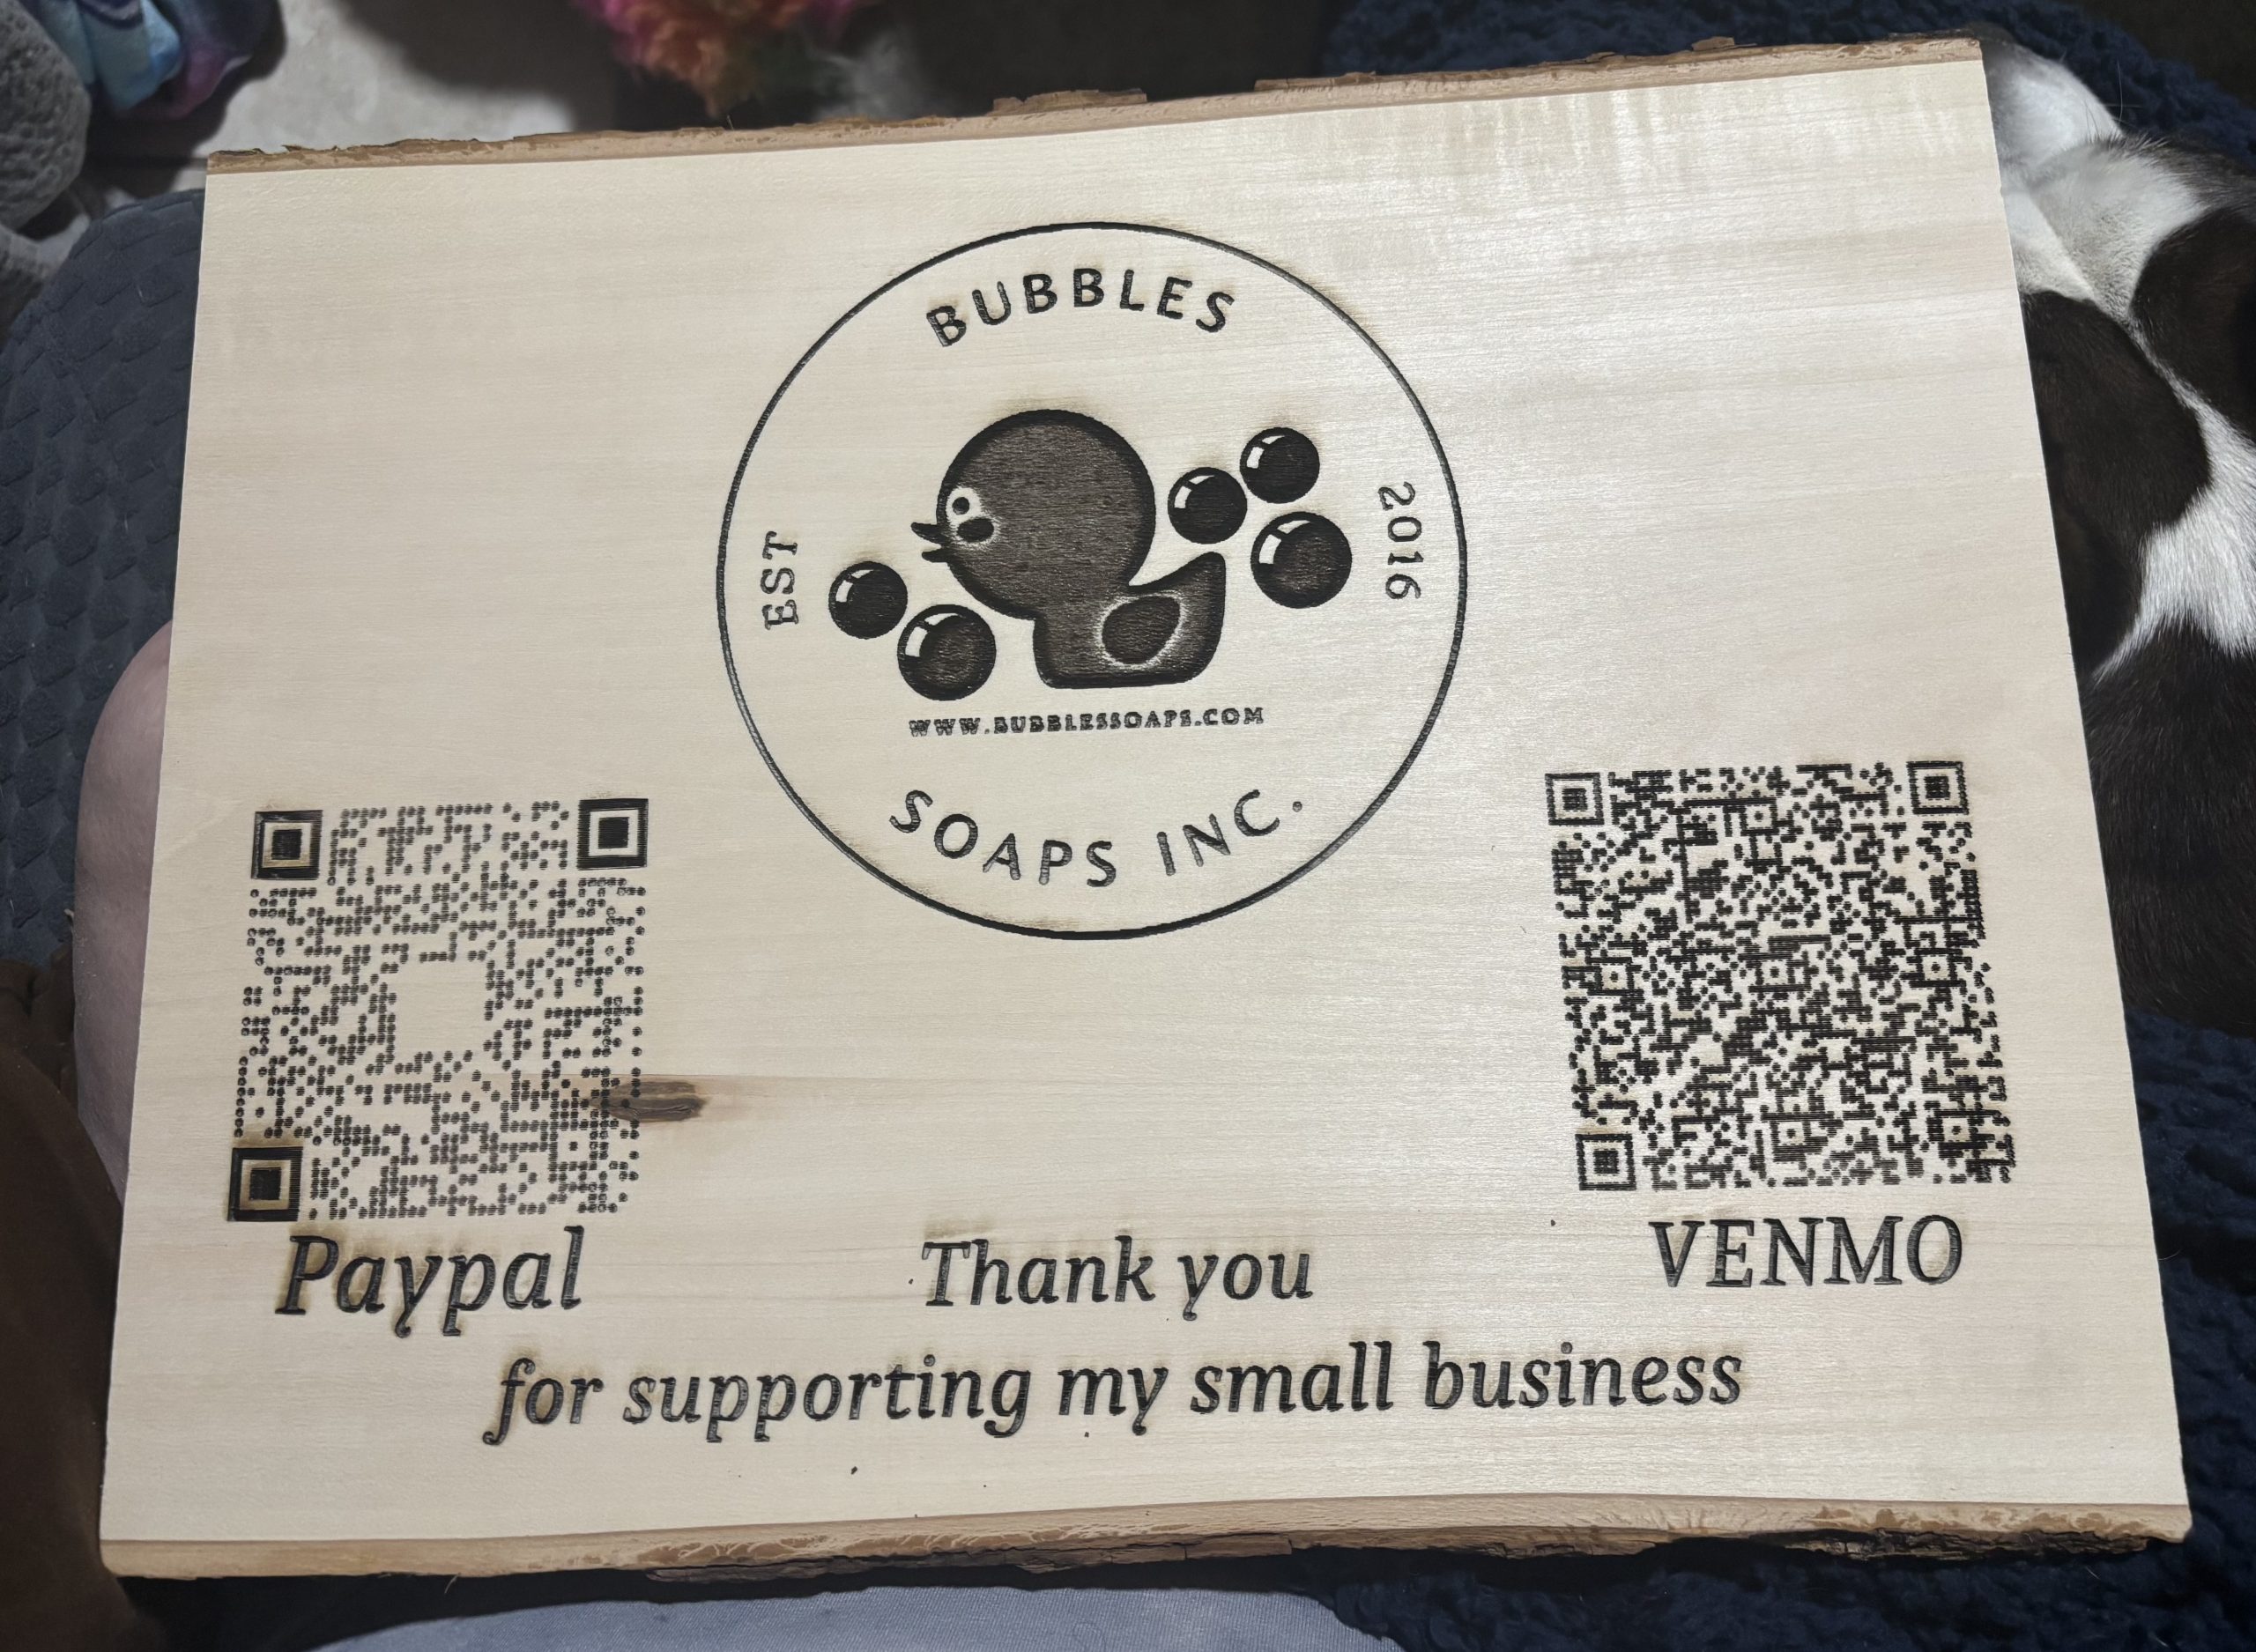 BUBBLES
EST
2016
WWW.BUBBLESSOAPS.COM
SOAPS INC.
Paypal
VENMO
Thank you
for supporting my small business